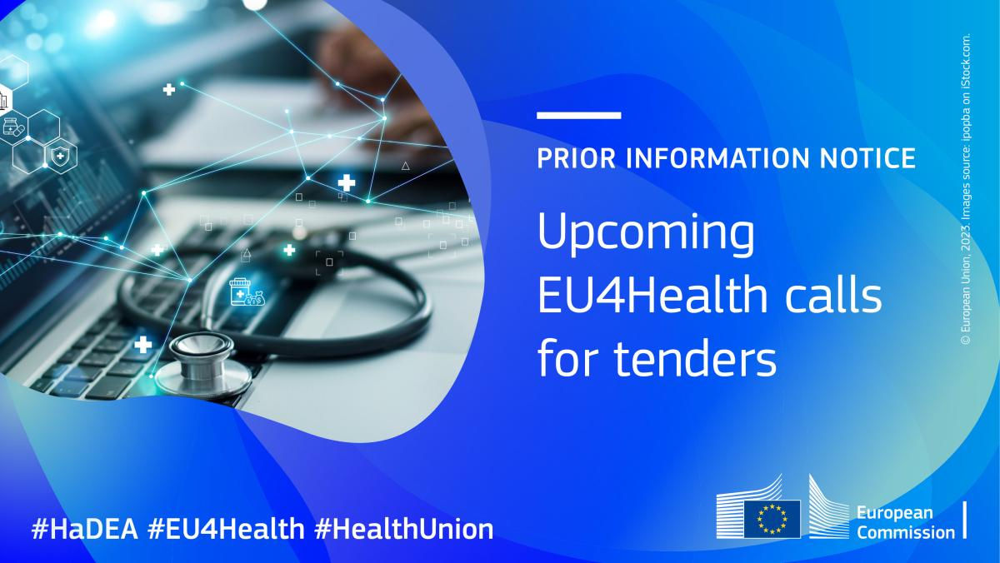 PRIOR INFORMATION NOTICE
Upcoming
EU4Health calls
for tenders
© European Union, 2023. Images source: ipopba on iStock.com.
#HaDEA #EU4Health #HealthUnion
European
Commission